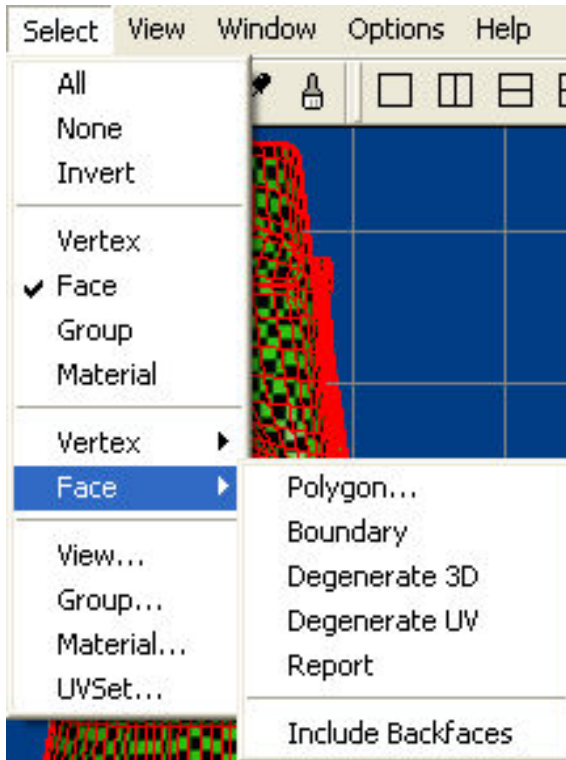 Select View Window Options Help
All
None
Invert
Vertex
Face
Group
Material
Vertex
Face
View...
Group...
Material...
UVSet...
Polygon...
Boundary
Degenerate 3D
Degenerate UV
Report
Include Backfaces